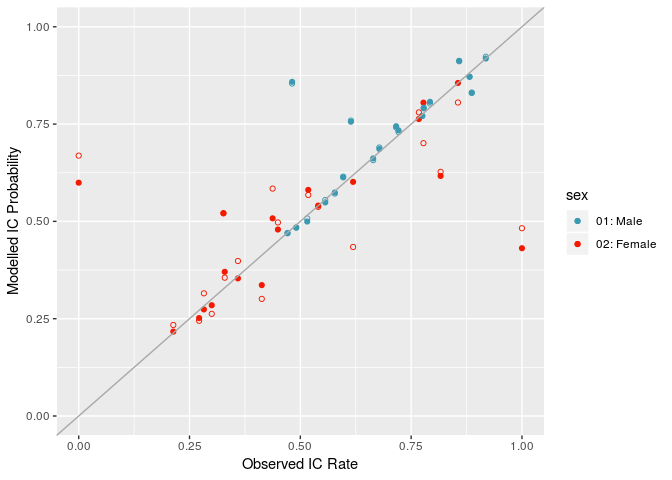 1.00
0.75
0.50
0.25
0.00
Modelled IC Probability
0.00 0.25 0.50 0.75 1.00
Observed IC Rate
sex
01: Male
02: Female